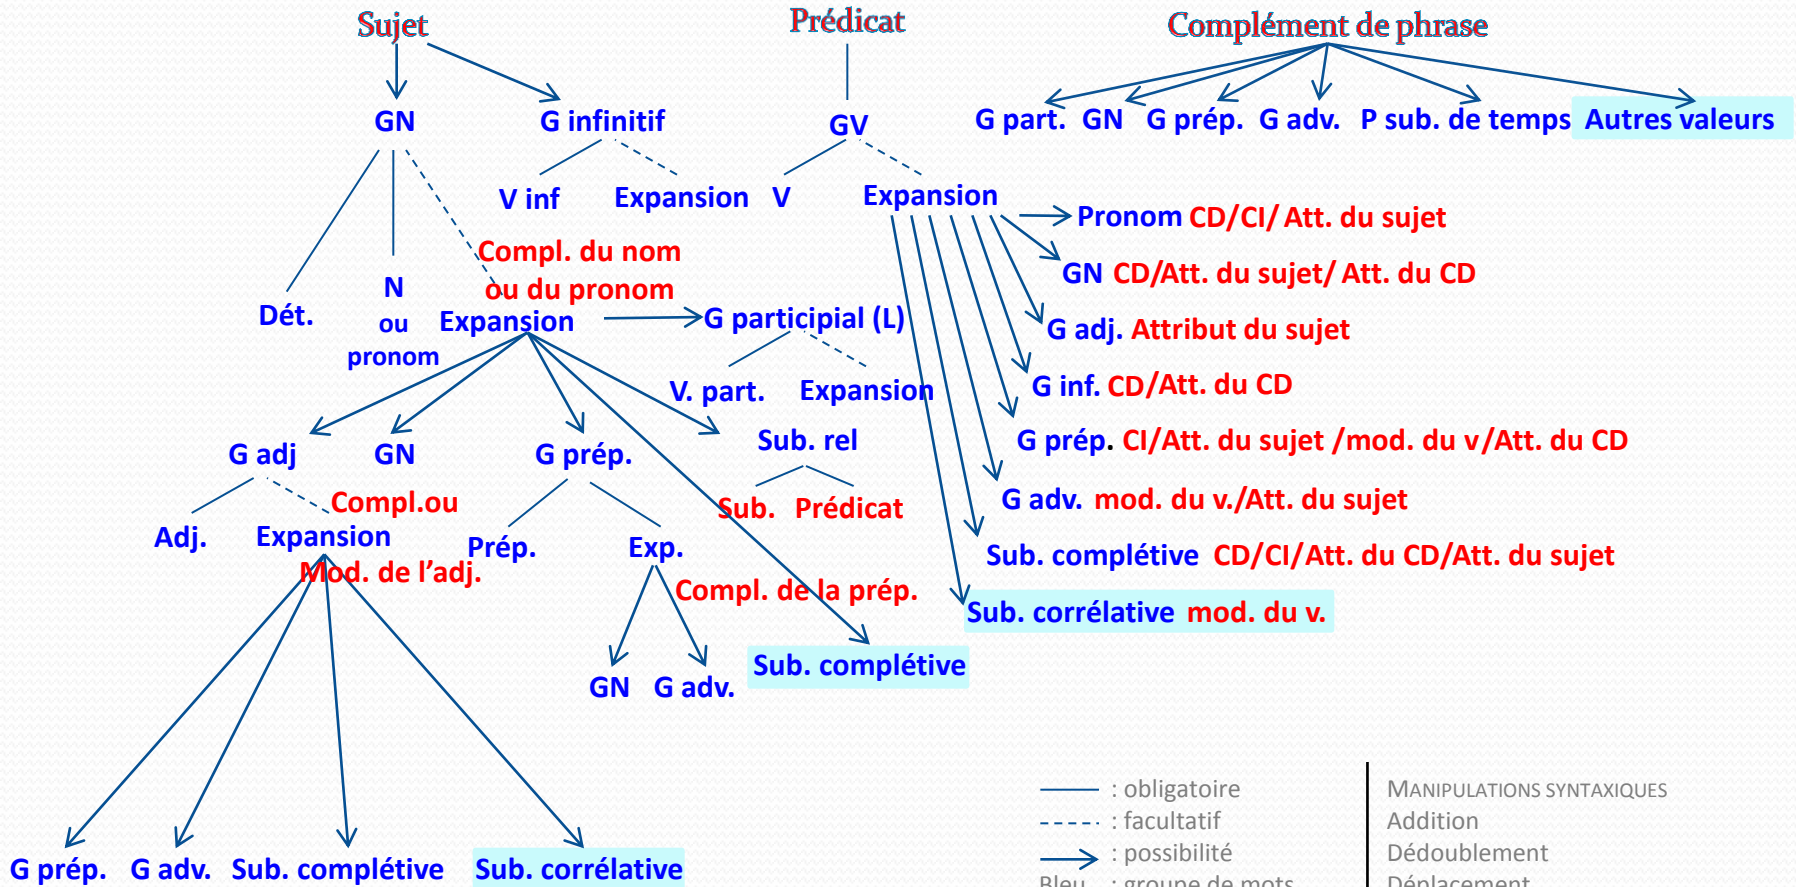 Sujet
Prédicat
Complément de phrase
GN
G infinitif
GV
G part. GN G prép. G adv. P sub. de temps Autres valeurs
V inf
Expansion
V
Expansion
Pronom CD/CI/ Att. du sujet
Compl. du nom
ou du pronom
GN CD/Att. du sujet/ Att. du CD
Dét.
N
ou
pronom
Expansion
G participial (L)
G adj. Attribut du sujet
V. part.
Expansion
G inf. CD/Att. du CD
G adj
GN
G prép.
Sub. rel
G prép. CI/Att. du sujet /mod. du v/Att. du CD
Compl.ou
Sub. Prédicat
G adv. mod. du v./Att. du sujet
Adj.
Expansion
Mod. de l'adj.
Prép.
Exp.
Sub. complétive CD/CI/Att. du CD/Att. du sujet
Compl. de la prép.
Sub. corrélative mod. du v.
GN G adv.
Sub. complétive
G prép. G adv. Sub. complétive Sub. corrélative
: obligatoire
: facultatif
: possibilité
Bleu : groupe de mots
MANIPULATIONS SYNTAXIQUES
Addition
Dédoublement
Déplacement